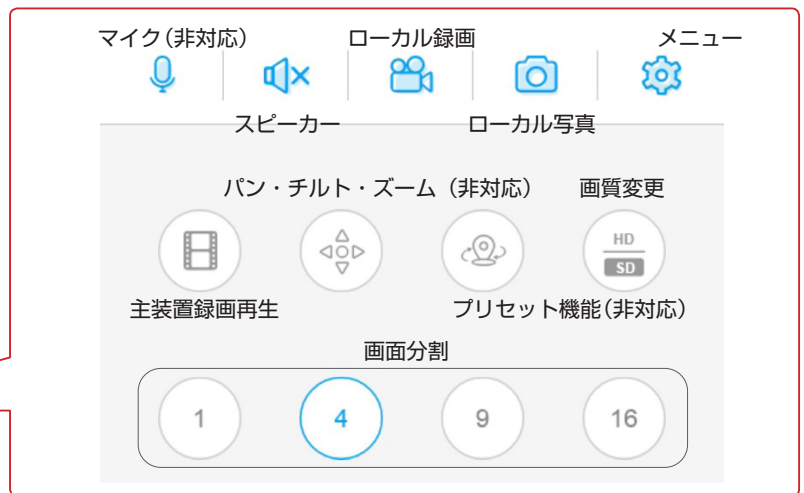 マイク(非対応)
ローカル録画
メニュー
スピーカー
ローカル写真
パン・チルト・ズーム(非対応)
画質変更
HD
SD
主装置録画再生
プリセット機能(非対応)
画面分割
1
4
9
16